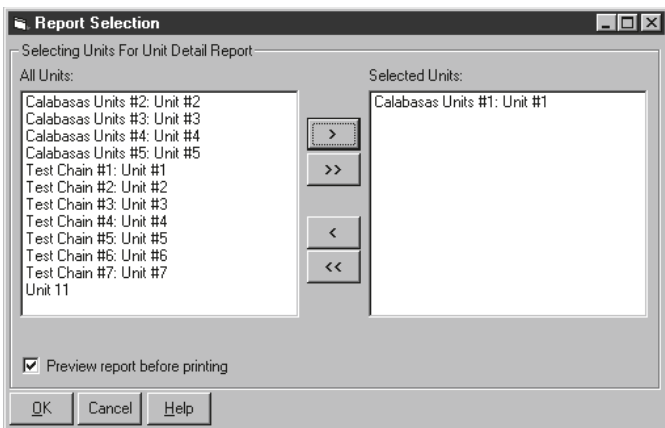 Report Selection
Selecting Units For Unit Detail Report
All Units:
Selected Units:
Calabasas Units #2: Unit #2
Calabasas Units #3: Unit #3
Calabasas Units #4: Unit #4
Calabasas Units #5: Unit #5
Test Chain #1: Unit #1
Test Chain #2: Unit #2
Test Chain #3: Unit #3
Test Chain #4: Unit #4
Test Chain #5: Unit #5
Test Chain #6: Unit #6
Test Chain #7: Unit #7
Unit 11
>
>>
<
<<
Calabasas Units #1: Unit #1
Preview report before printing
OK
Cancel
Help